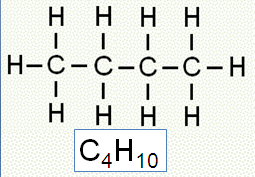 H H H H
H–C–C–C–C–H
H H H H
C₄H₁₀